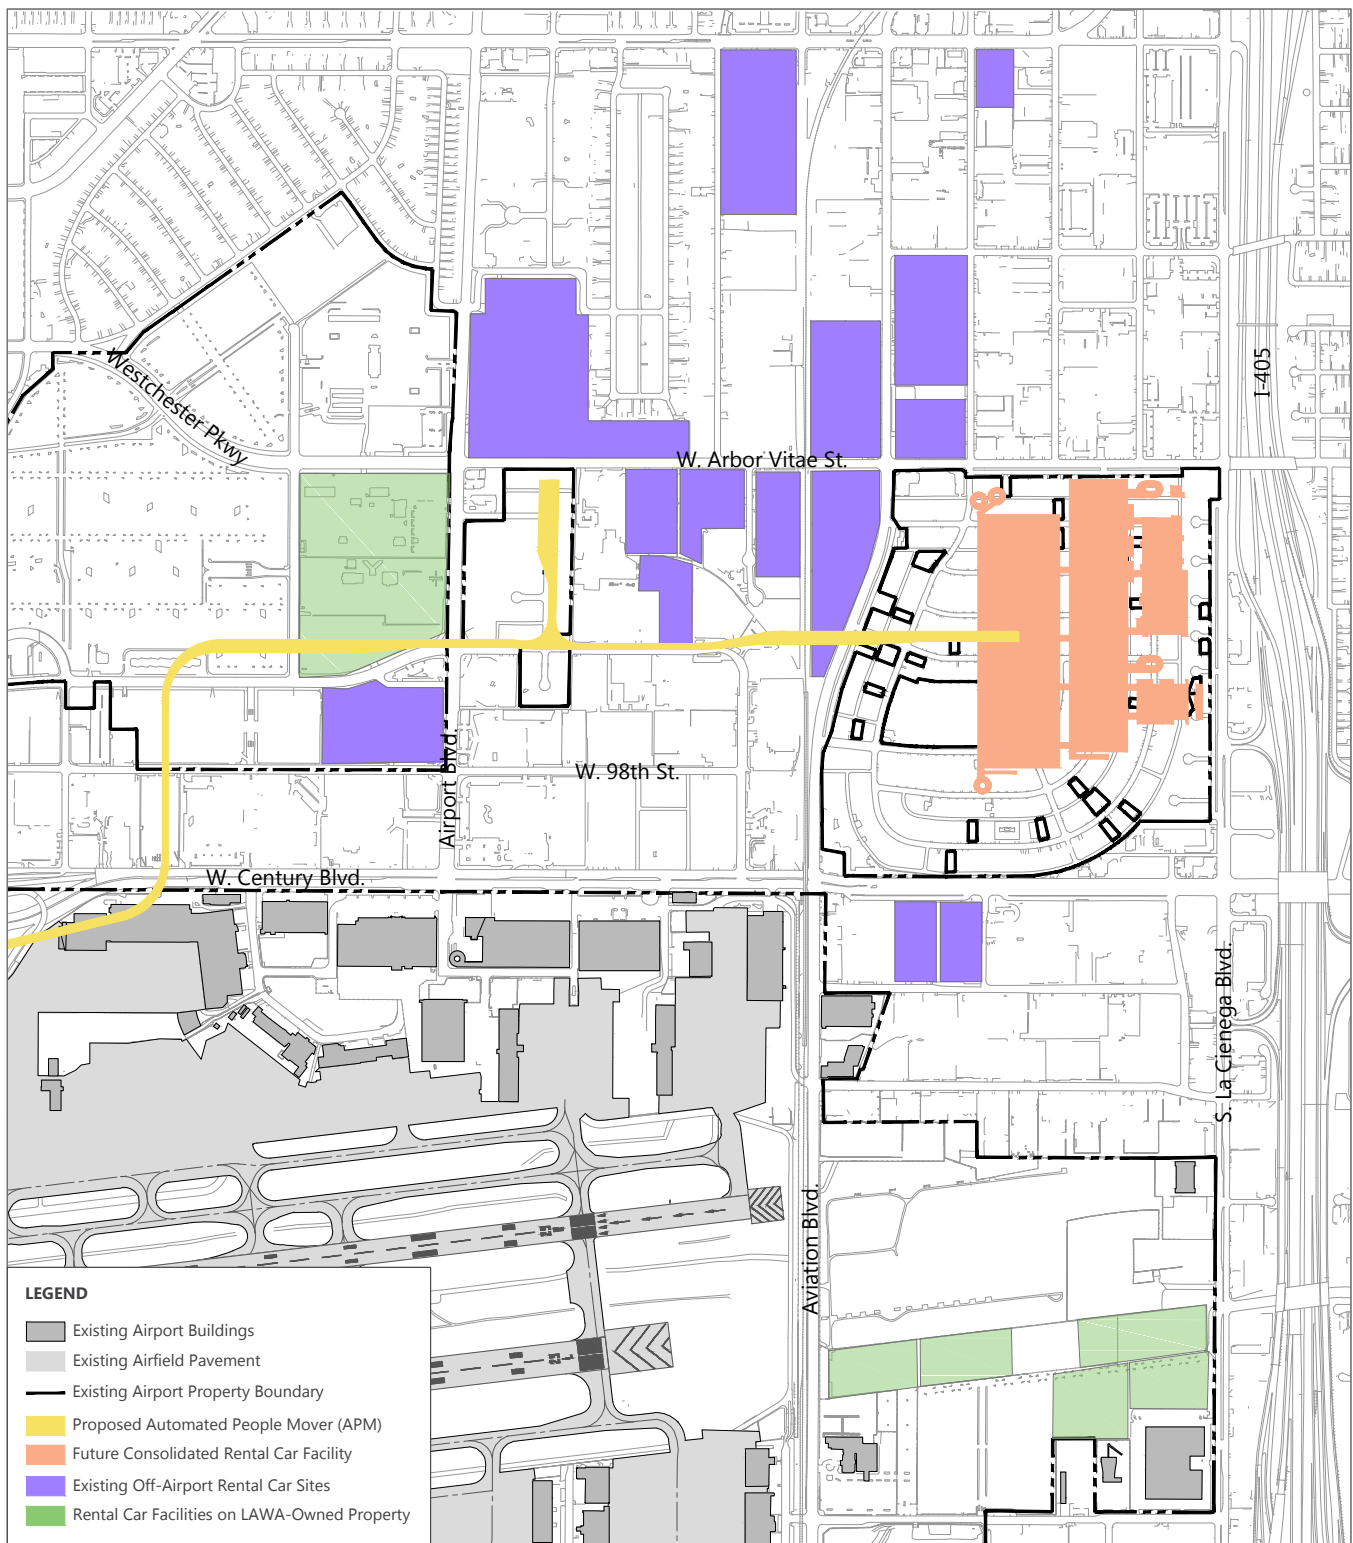 Westchester Pkwy
I-405
W. Arbor Vitae St.
Airport Blvd.
W. 98th St.
W. Century Blvd.
S. La Cienega Blvd.
Aviation Blvd.
LEGEND
Existing Airport Buildings
Existing Airfield Pavement
Existing Airport Property Boundary
Proposed Automated People Mover (APM)
Future Consolidated Rental Car Facility
Existing Off-Airport Rental Car Sites
Rental Car Facilities on LAWA-Owned Property